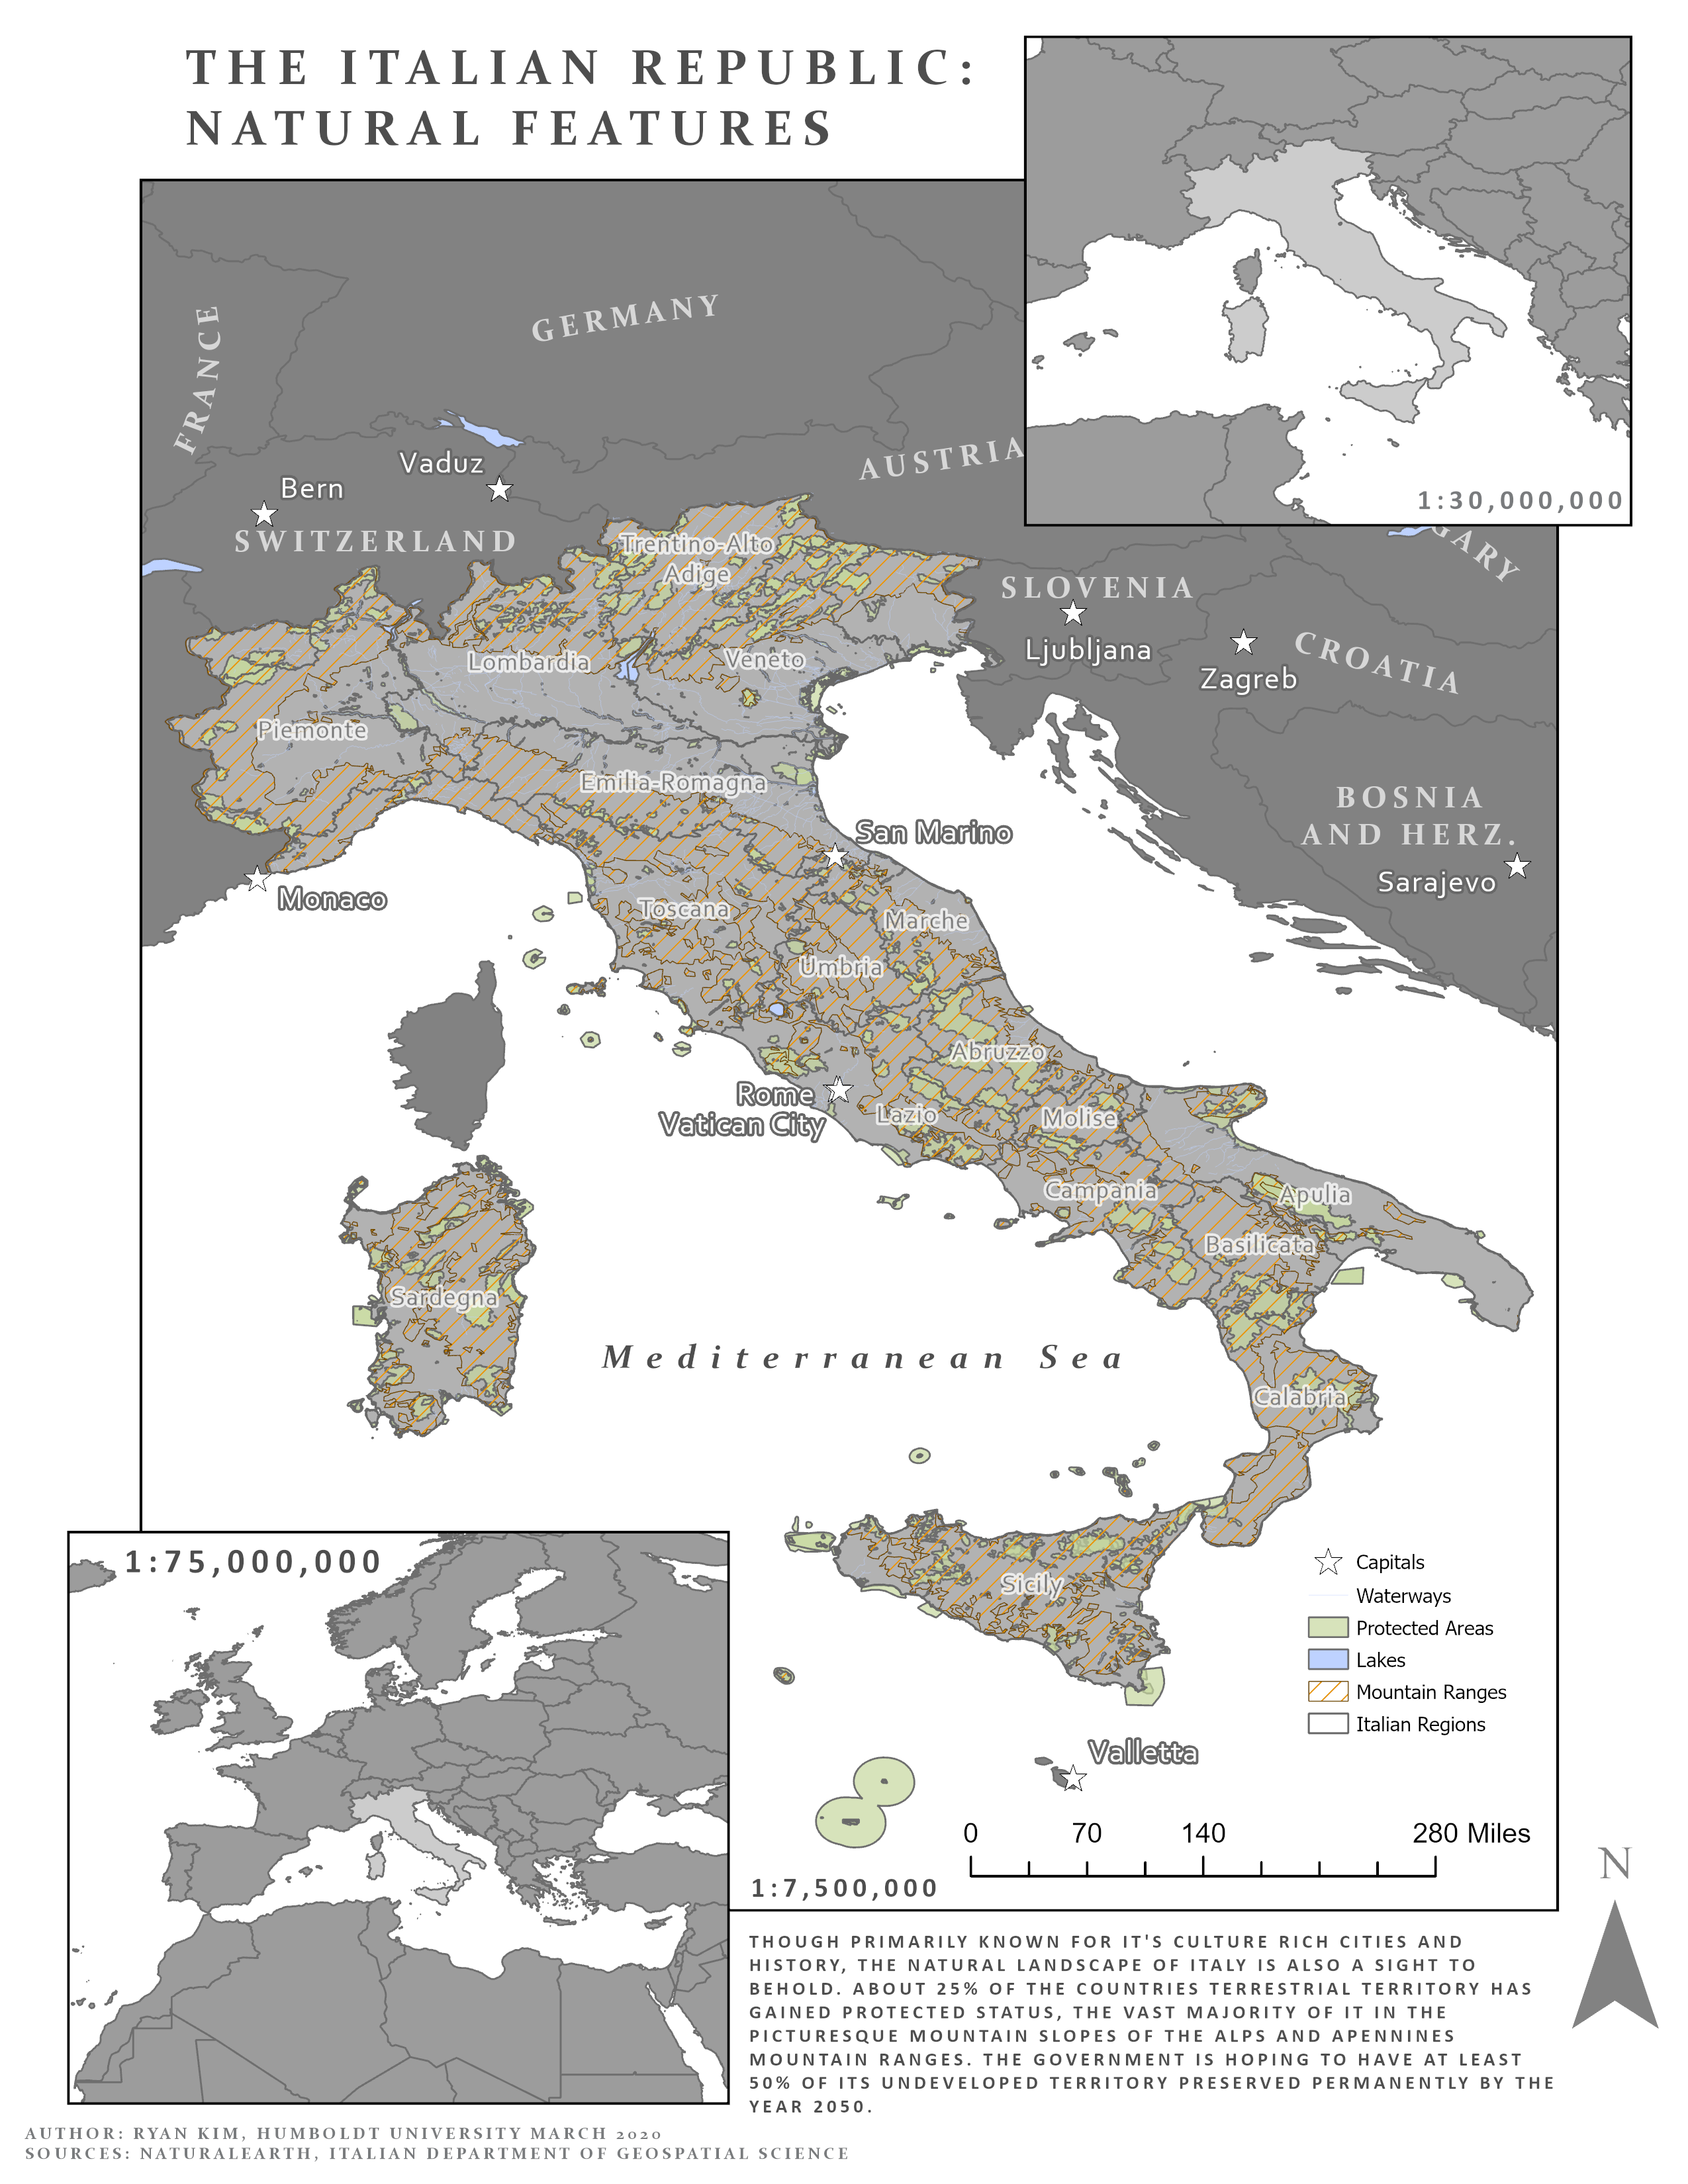 THE ITALIAN REPUBLIC:
NATURAL FEATURES
1:30,000,000
FRANCE
GERMANY
AUSTRIA
Vaduz
Bern
SWITZERLAND
GARY
SLOVENIA
Ljubljana
CROATIA
Zagreb
BOSNIA
AND HERZ.
Sarajevo
Trentino-Alto
Adige
Lombardia
Veneto
Piemonte
Emilia-Romagna
San Marino
Monaco
Toscana
Marche
Umbria
Abruzzo
Rome
Vatican City
Lazio
Molise
Campania
Apulia
Basilicata
Sardegna
Mediterranean Sea
Calabria
Sicily
Valletta
Capitals
Waterways
Protected Areas
Lakes
Mountain Ranges
Italian Regions
0 70 140 280 Miles
1:7,500,000
1:75,000,000
N
THOUGH PRIMARILY KNOWN FOR IT'S CULTURE RICH CITIES AND
HISTORY, THE NATURAL LANDSCAPE OF ITALY IS ALSO A SIGHT TO
BEHOLD. ABOUT 25% OF THE COUNTRIES TERRESTRIAL TERRITORY HAS
GAINED PROTECTED STATUS, THE VAST MAJORITY OF IT IN THE
PICTURESQUE MOUNTAIN SLOPES OF THE ALPS AND APENNINES
MOUNTAIN RANGES. THE GOVERNMENT IS HOPING TO HAVE AT LEAST
50% OF ITS UNDEVELOPED TERRITORY PRESERVED PERMANENTLY BY THE
YEAR 2050.
AUTHOR: RYAN KIM, HUMBOLDT UNIVERSITY MARCH 2020
SOURCES: NATURALEARTH, ITALIAN DEPARTMENT OF GEOSPATIAL SCIENCE